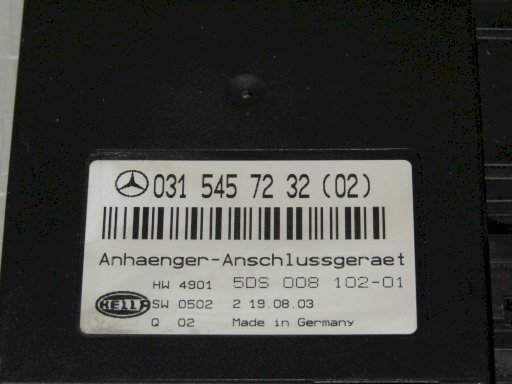 031 545 72 32 (02)
Anhaenger-Anschlussgeraet
HW 4901 5DS 008 102-01
HELLA SW 0502 2 19.08.03
Q 02 Made in Germany